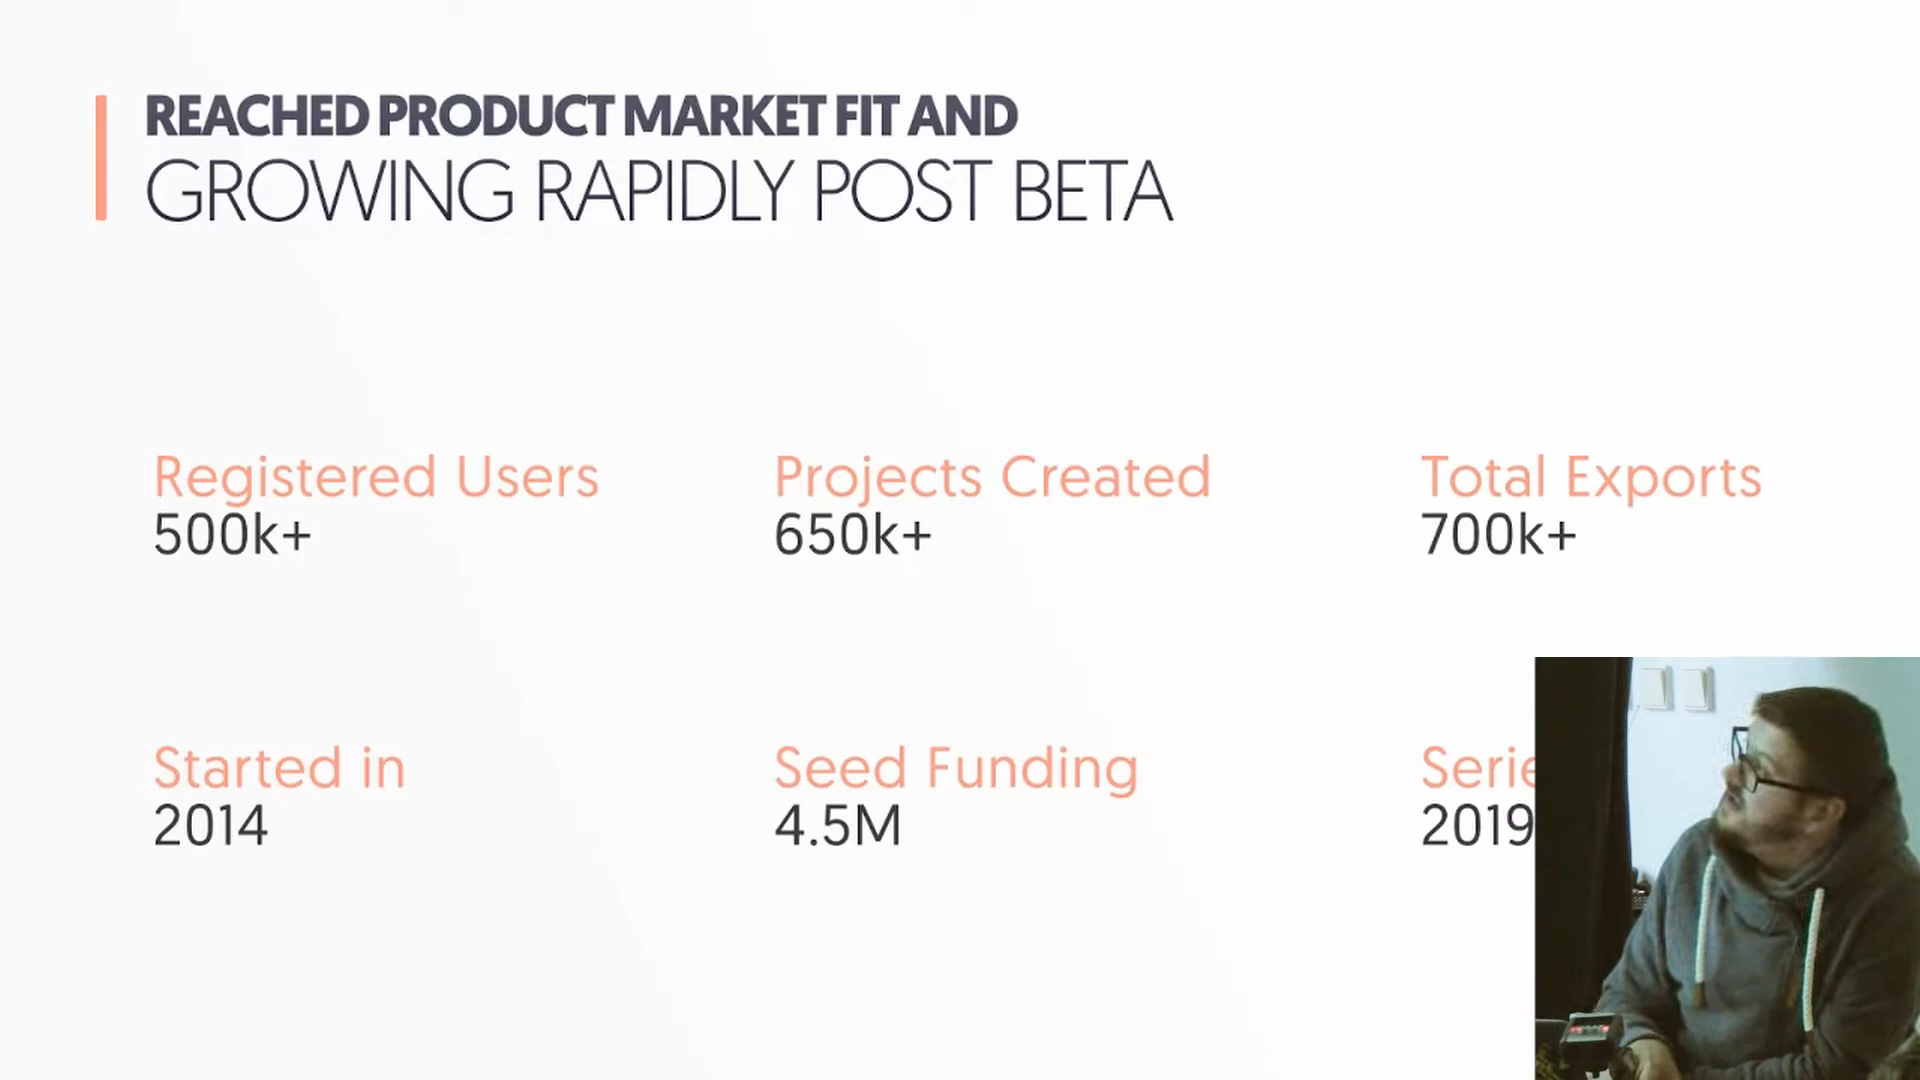 REACHED PRODUCT MARKET FIT AND
GROWING RAPIDLY POST BETA
Registered Users
500k+
Projects Created
650k+
Total Exports
700k+
Started in
2014
Seed Funding
4.5M
2019